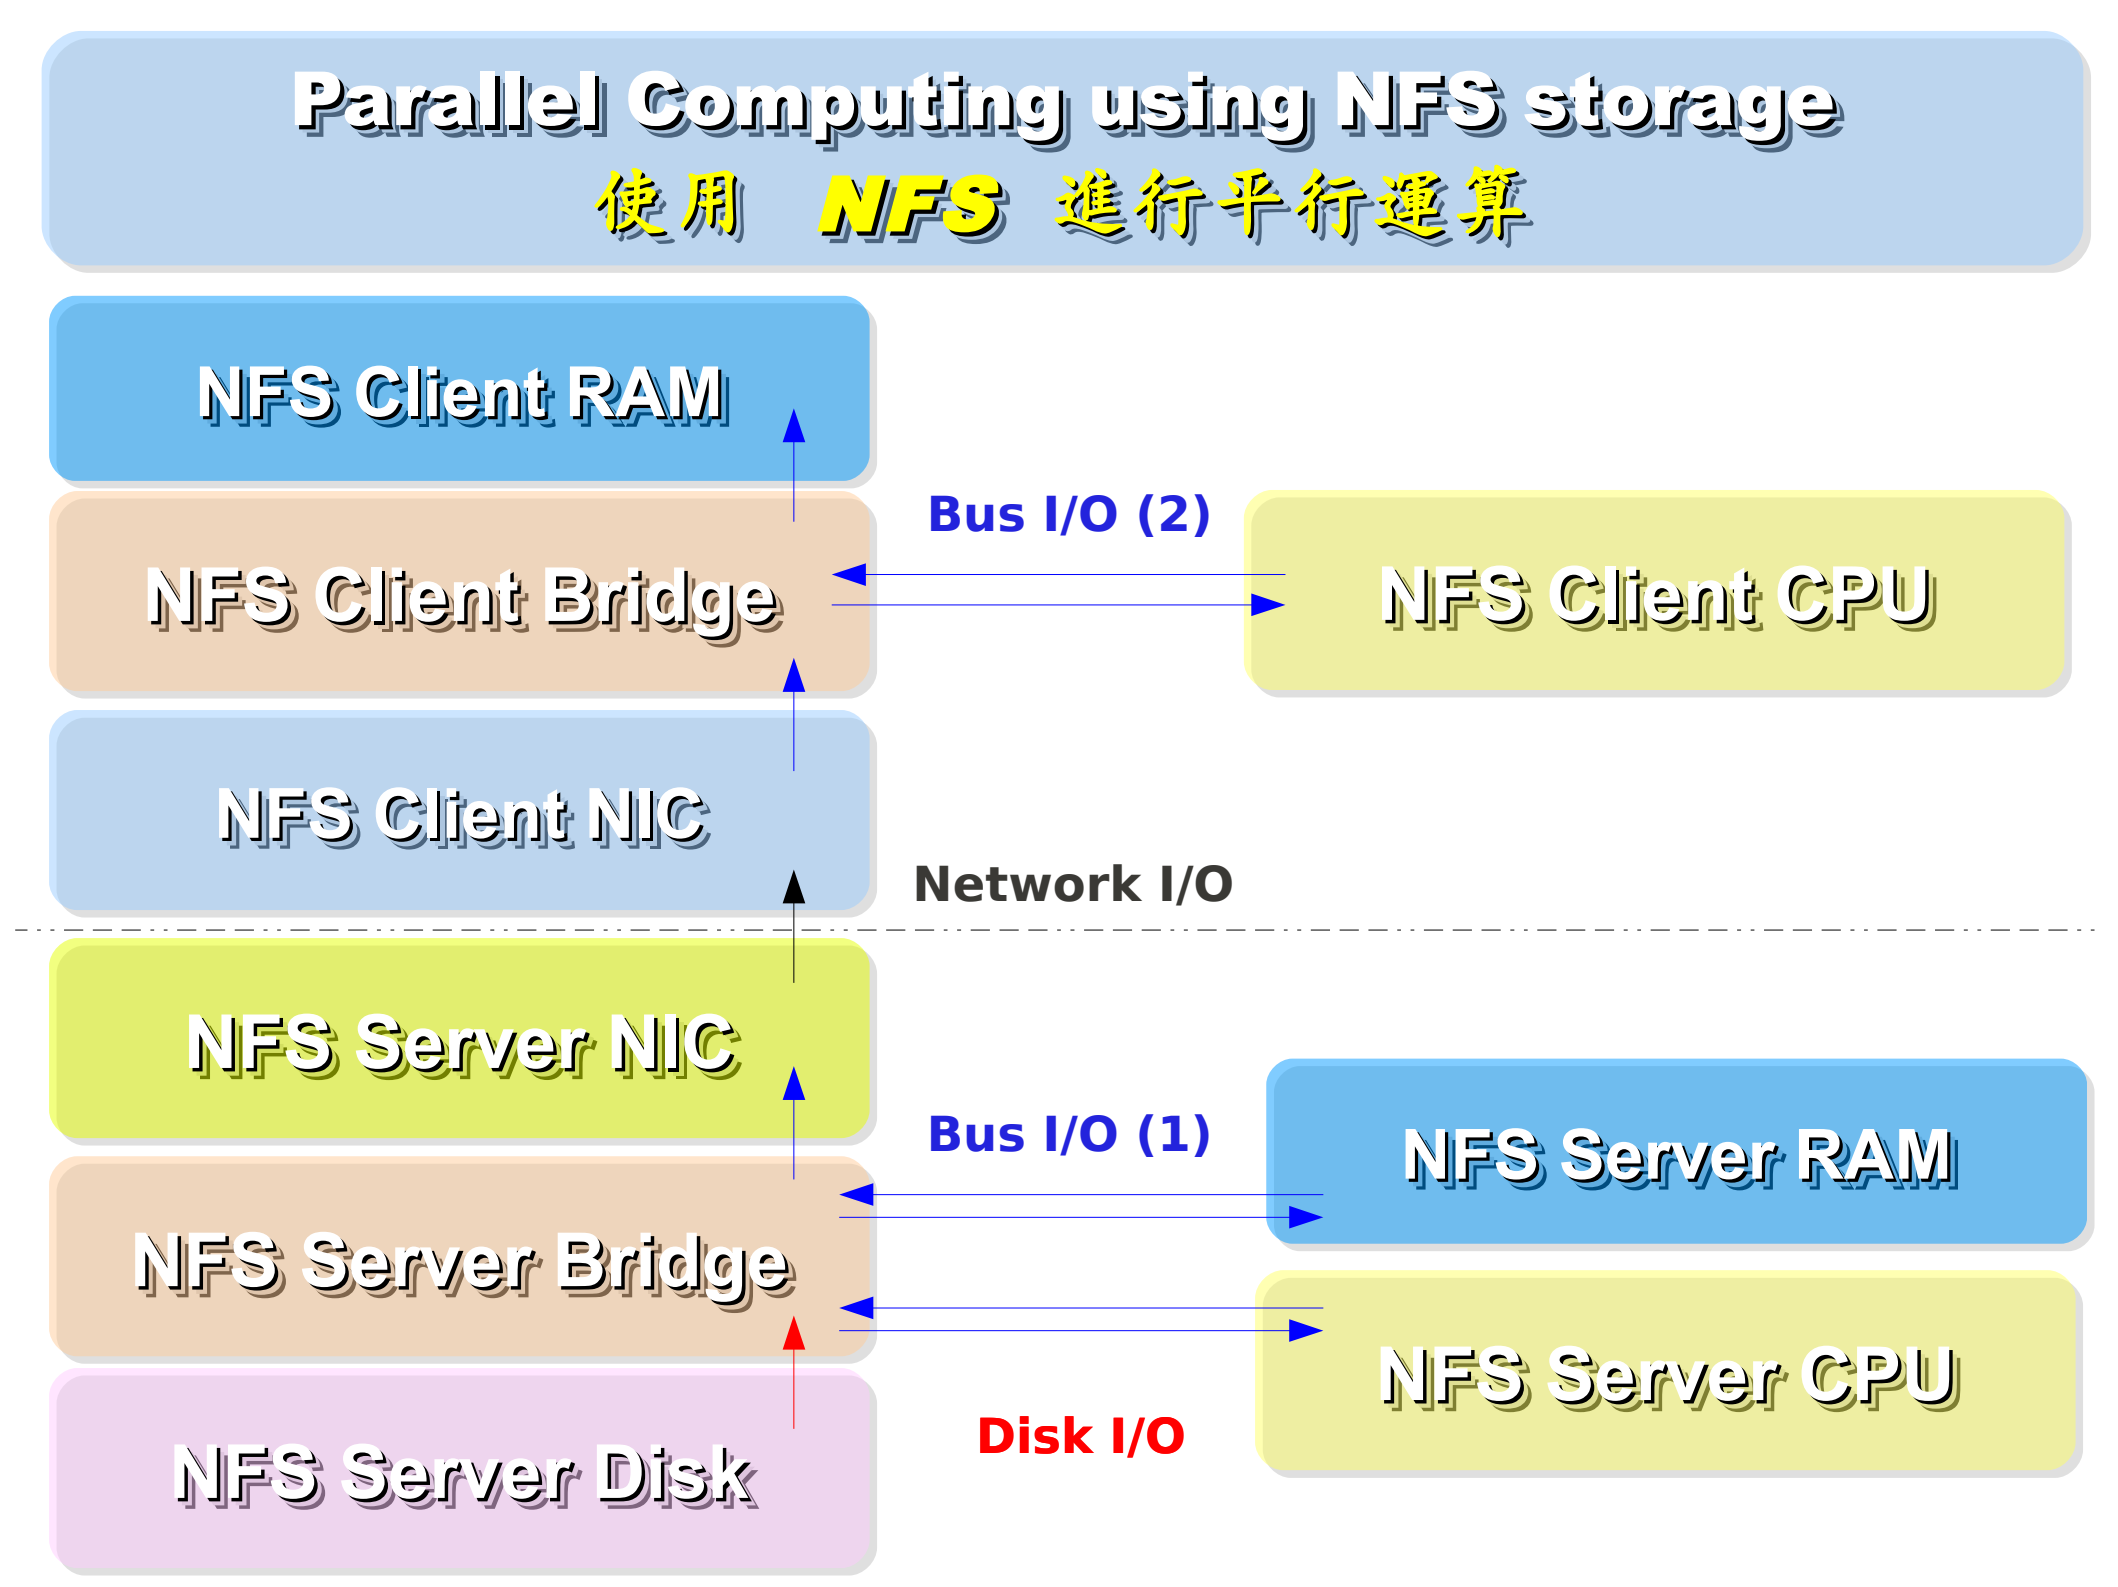 Parallel Computing using NFS storage
使用 NFS 進行平行運算
NFS Client RAM
Bus I/O (2)
NFS Client Bridge
NFS Client CPU
NFS Client NIC
Network I/O
NFS Server NIC
Bus I/O (1)
NFS Server RAM
NFS Server Bridge
NFS Server CPU
Disk I/O
NFS Server Disk